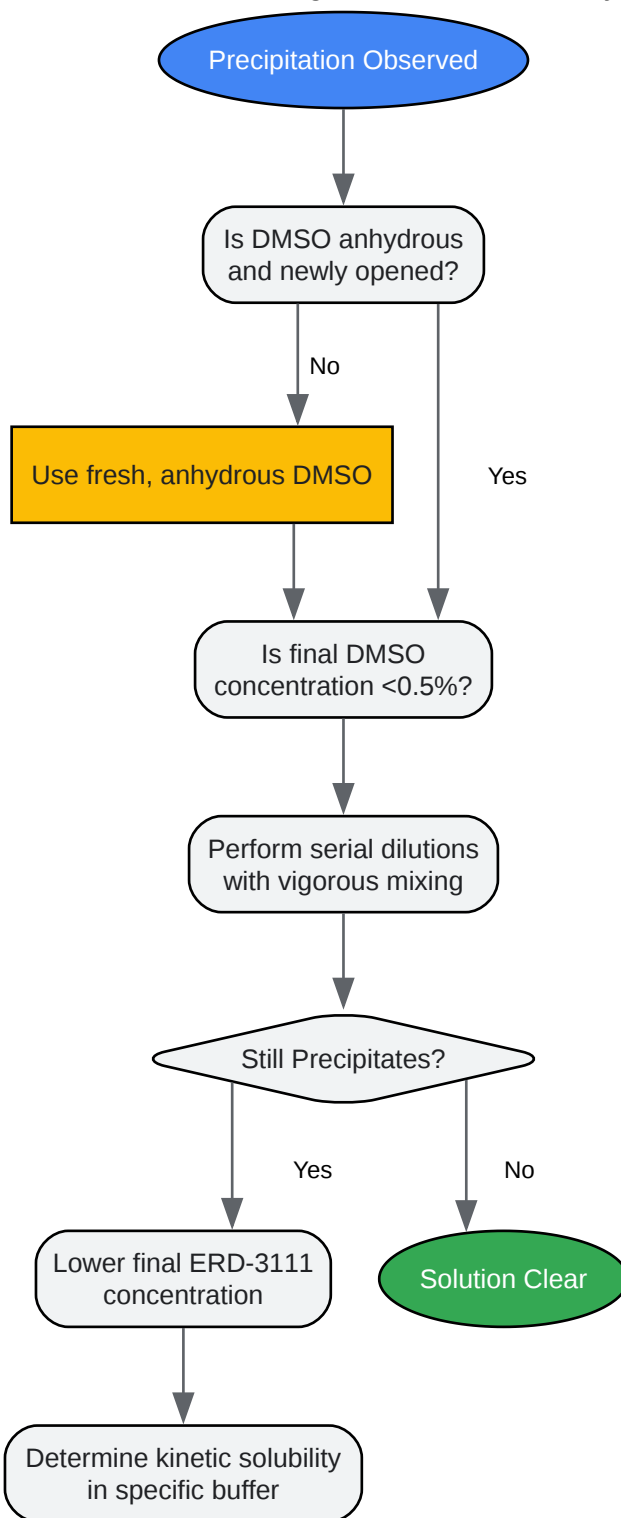 Precipitation Observed
Is DMSO anhydrous
and newly opened?
No
Use fresh, anhydrous DMSO
Yes
Is final DMSO
concentration <0.5%?
Perform serial dilutions
with vigorous mixing
Still Precipitates?
Yes
No
Lower final ERD-3111
concentration
Solution Clear
Determine kinetic solubility
in specific buffer